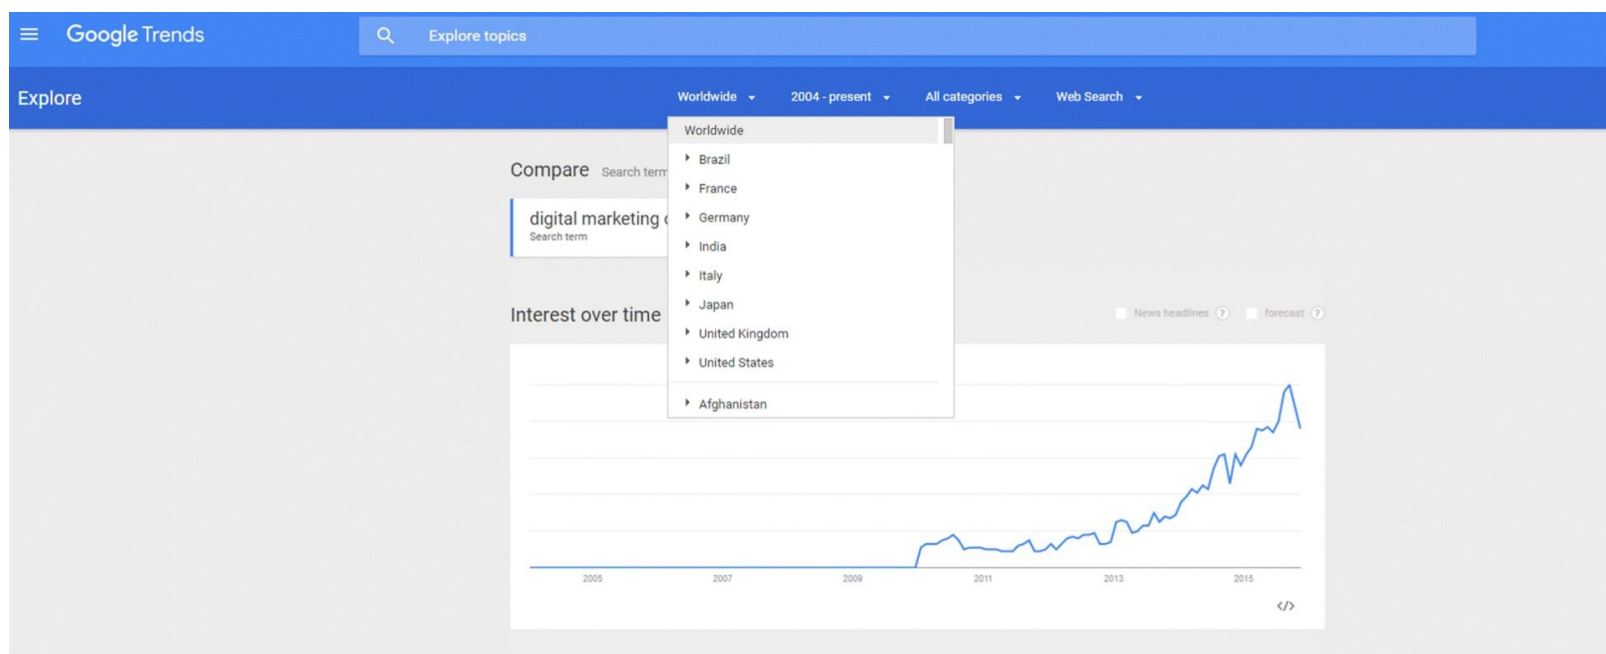 Google Trends
Explore topics
Explore
Worldwide
2004 - present
All categories
Web Search
Worldwide
Brazil
France
Germany
India
Italy
Japan
United Kingdom
United States
Afghanistan
Compare Search term
digital marketing
Search term
Interest over time
News headlines ?
forecast ?
2005 2007 2009 2011 2013 2015
</>